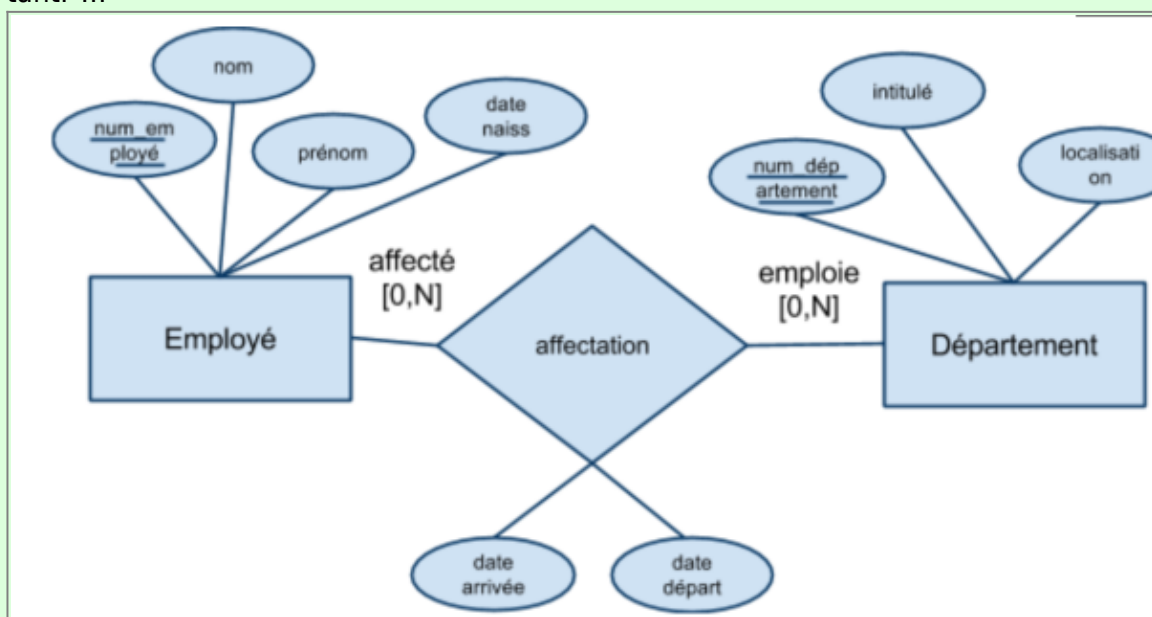 nom
num_em
ployé
prénom
date
naiss
intitulé
num_dép
artement
localisati
on
affecté
[0,N]
emploie
[0,N]
Employé
affectation
Département
date
arrivée
date
départ